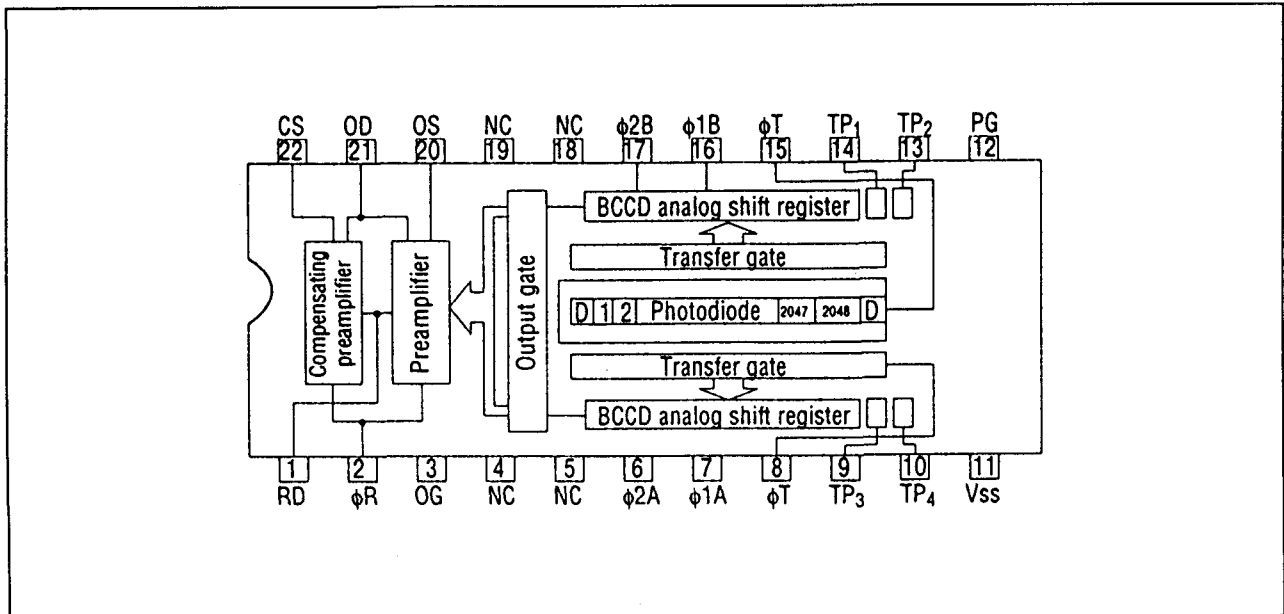 CS OD OS NC NC φ2B φ1B φT TP₁ TP₂ PG
22 21 20 19 18 17 16 15 14 13 12
BCCD analog shift register
Transfer gate
D 1 2 Photodiode 2047 2048 D
Transfer gate
BCCD analog shift register
Compensating
preamplifier
Preamplifier
Output gate
1 2 3 4 5 6 7 8 9 10 11
RD φR OG NC NC φ2A φ1A φT TP₃ TP₄ Vss